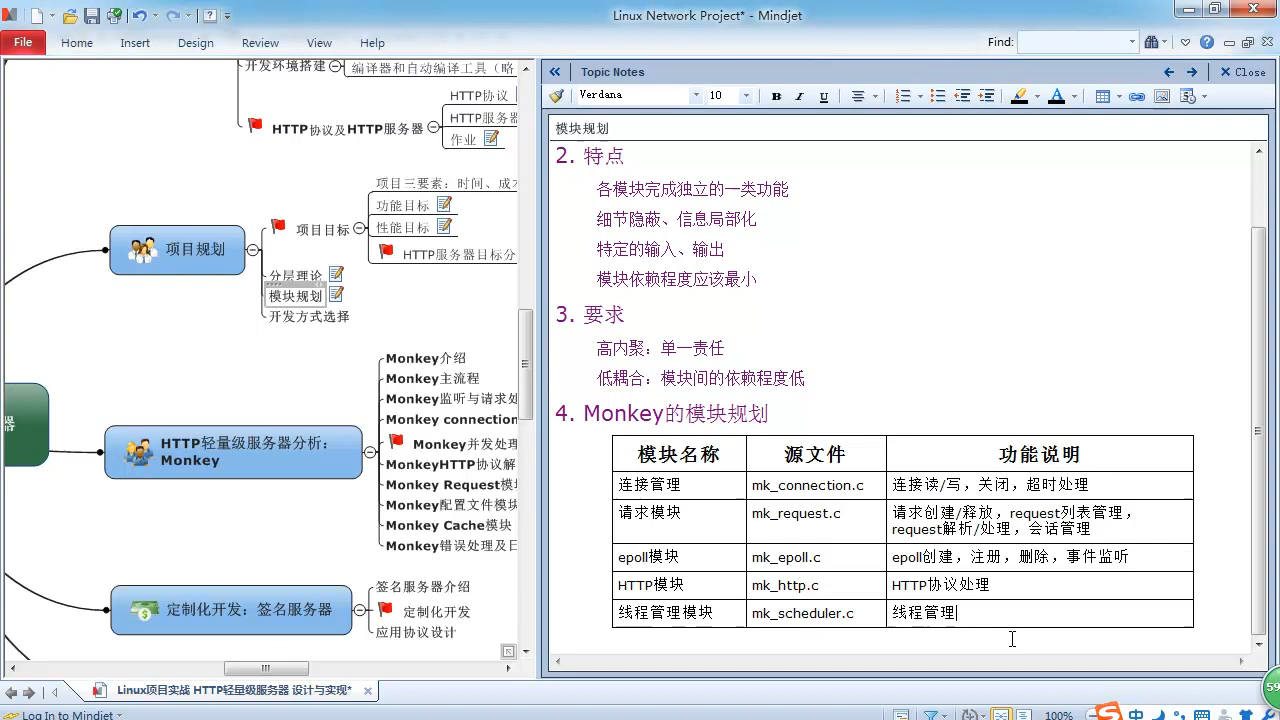 Linux Network Project* - Mindjet
File
Home
Insert
Design
Review
View
Help
Find:
开发环境搭建
编译器和自动编译工具（略
HTTP协议及HTTP服务器
HTTP协议
HTTP服务器
作业
项目规划
项目目标
项目三要素：时间、成本
功能目标
性能目标
HTTP服务器目标分
分层理论
模块规划
开发方式选择
器
HTTP轻量级服务器分析：
Monkey
Monkey介绍
Monkey主流程
Monkey监听与请求处
Monkey connection
Monkey并发处理
MonkeyHTTP协议解
Monkey Request模块
Monkey配置文件模块
Monkey Cache模块
Monkey错误处理及日
定制化开发：签名服务器
签名服务器介绍
定制化开发
应用协议设计
Linux项目实战 HTTP轻量级服务器 设计与实现*
Log In to Mindjet
Topic Notes
Close
Verdana
10
模块规划
2. 特点
各模块完成独立的一类功能
细节隐蔽、信息局部化
特定的输入、输出
模块依赖程度应该最小
3. 要求
高内聚：单一责任
低耦合：模块间的依赖程度低
4. Monkey的模块规划
模块名称 源文件 功能说明
连接管理 mk_connection.c 连接读/写，关闭，超时处理
请求模块 mk_request.c 请求创建/释放，request列表管理，
request解析/处理，会话管理
epoll模块 mk_epoll.c epoll创建，注册，删除，事件监听
HTTP模块 mk_http.c HTTP协议处理
线程管理模块 mk_scheduler.c 线程管理
59
100%
中